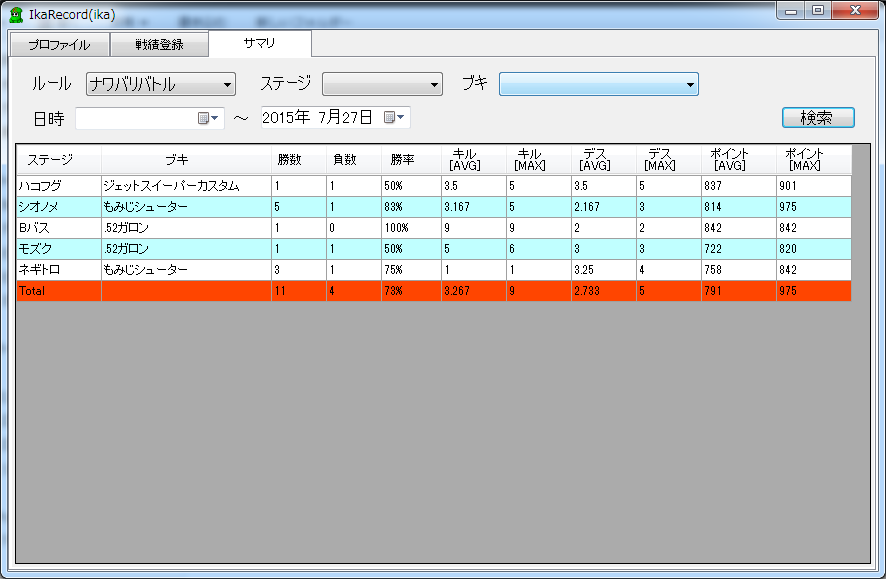 IkaRecord(ika)
プロファイル 戦績登録 サマリ
ルール ナワバリバトル ステージ ブキ
日時 ～ 2015年 7月27日 検索
ステージ ブキ 勝数 負数 勝率 キル [AVG] キル [MAX] デス [AVG] デス [MAX] ポイント [AVG] ポイント [MAX]
ハコフグ ジェットスイーパーカスタム 1 1 50% 3.5 5 3.5 5 837 901
シオノメ もみじシューター 5 1 83% 3.167 5 2.167 3 814 975
Bバス .52ガロン 1 0 100% 9 9 2 2 842 842
モズク .52ガロン 1 1 50% 5 6 3 3 722 820
ネギトロ もみじシューター 3 1 75% 1 1 3.25 4 758 842
Total 11 4 73% 3.267 9 2.733 5 791 975